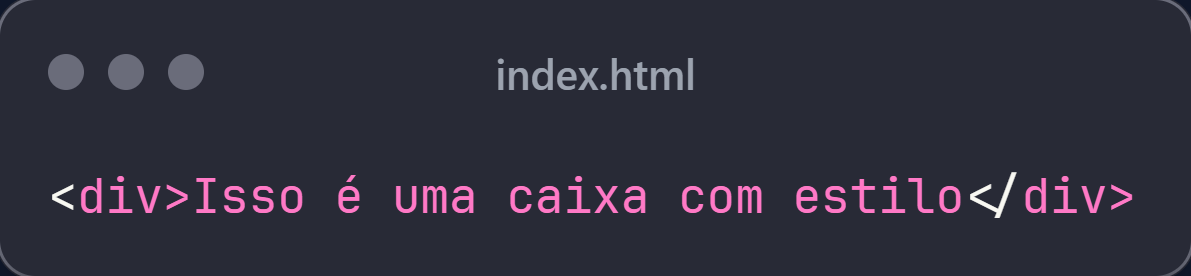 index.html
<div>Isso é uma caixa com estilo</div>